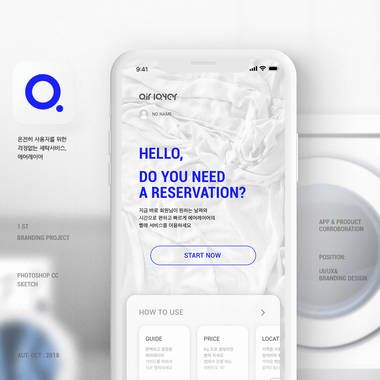 9:41
air layer
NO NAME
HELLO,
DO YOU NEED
A RESERVATION?
지금 바로 회원님이 원하는 날짜와
시간으로 편하고 빠르게 에어레이어의
빨래 서비스를 이용하세요
START NOW
HOW TO USE
GUIDE
PRICE
LOCAT
온전히 사용자를 위한
걱정없는 세탁서비스,
에어레이어
1 ST
BRANDING PROJECT
PHOTOSHOP CC
SKETCH
AUT-OCT , 2018
APP & PRODUCT
CORROBORATION
POSITION:
UI/UX&
BRANDING DESIGN